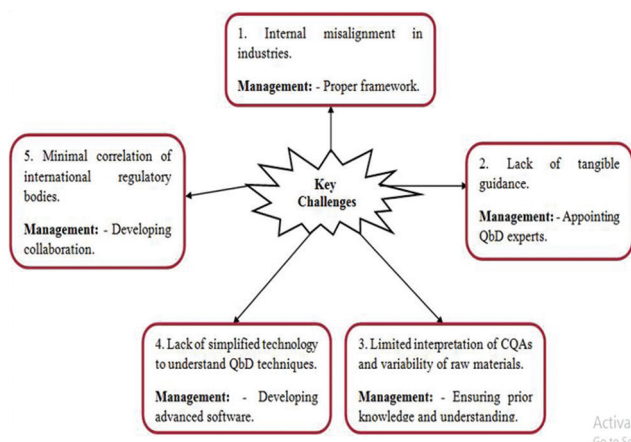 1. Internal misalignment in
industries.
Management: - Proper framework.
5. Minimal correlation of
international regulatory
bodies.
Management: - Developing
collaboration.
Key
Challenges
2. Lack of tangible
guidance.
Management: - Appointing
QbD experts.
4. Lack of simplified technology
to understand QbD techniques.
Management: - Developing
advanced software.
3. Limited interpretation of CQAs
and variability of raw materials.
Management: - Ensuring prior
knowledge and understanding.
Activa